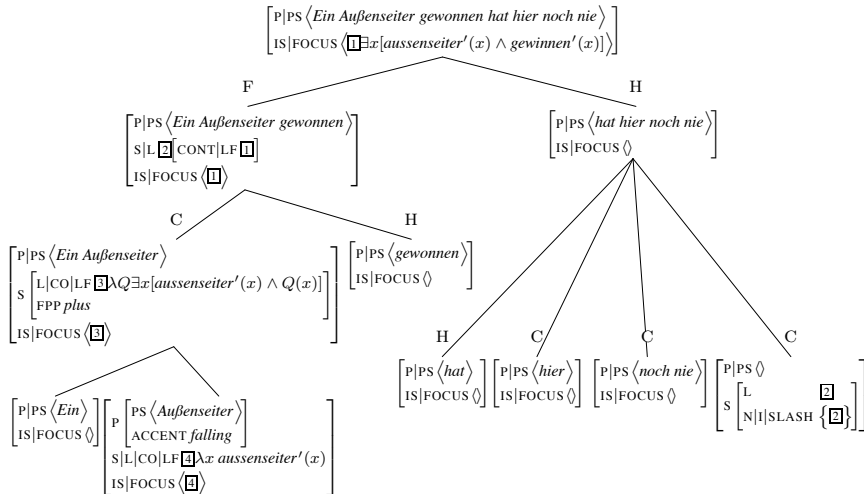 P|PS ⟨Ein Außenseiter gewonnen hat hier noch nie⟩
IS|FOCUS ⟨1∃x[aussenseiter′(x) ∧ gewinnen′(x)]⟩
F
H
P|PS ⟨Ein Außenseiter gewonnen⟩
S|L 2[CONT|LF 1]
IS|FOCUS ⟨1⟩
P|PS ⟨hat hier noch nie⟩
IS|FOCUS ⟨⟩
C
H
P|PS ⟨Ein Außenseiter⟩
S [L|CO|LF 3λQ∃x[aussenseiter′(x) ∧ Q(x)]
FPP plus]
IS|FOCUS ⟨3⟩
P|PS ⟨gewonnen⟩
IS|FOCUS ⟨⟩
H
C
C
C
P|PS ⟨hat⟩
IS|FOCUS ⟨⟩
P|PS ⟨hier⟩
IS|FOCUS ⟨⟩
P|PS ⟨noch nie⟩
IS|FOCUS ⟨⟩
P|PS ⟨⟩
S [L 2
N|I|SLASH {2}]
P|PS ⟨Ein⟩
IS|FOCUS ⟨⟩
P [PS ⟨Außenseiter⟩
ACCENT falling]
S|L|CO|LF 4λx aussenseiter′(x)
IS|FOCUS ⟨4⟩